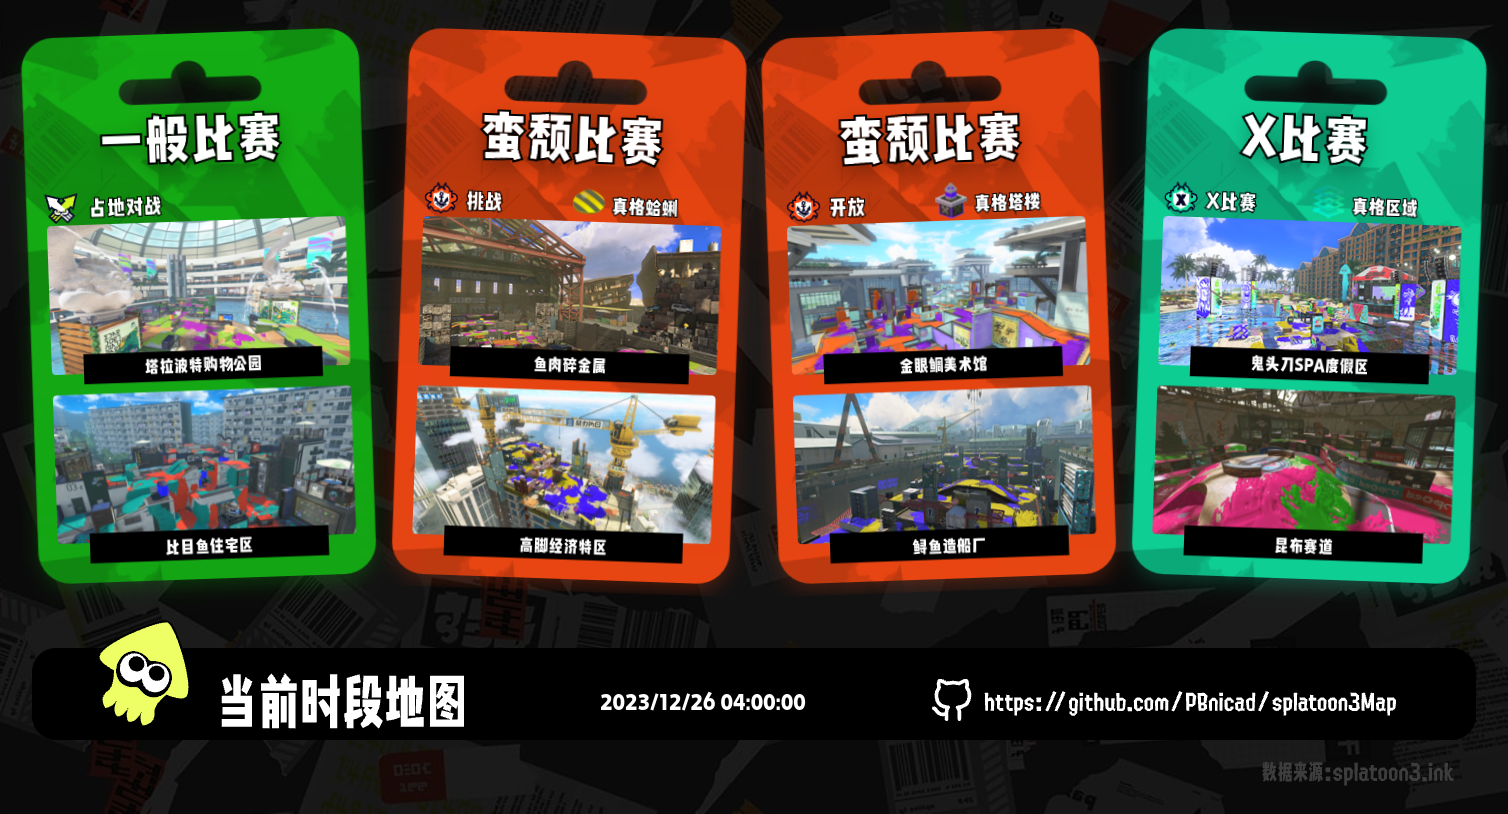 一般比赛
占地对战
塔拉波特购物公园
比目鱼住宅区
蛮颓比赛
挑战
真格蛤蜊
鱼肉碎金属
高脚经济特区
蛮颓比赛
开放
真格塔楼
金眼鲷美术馆
鲟鱼造船厂
X比赛
X比赛
真格区域
鬼头刀SPA度假区
昆布赛道
当前时段地图
2023/12/26 04:00:00
https://github.com/PBnicad/splatoon3Map
数据来源:splatoon3.ink